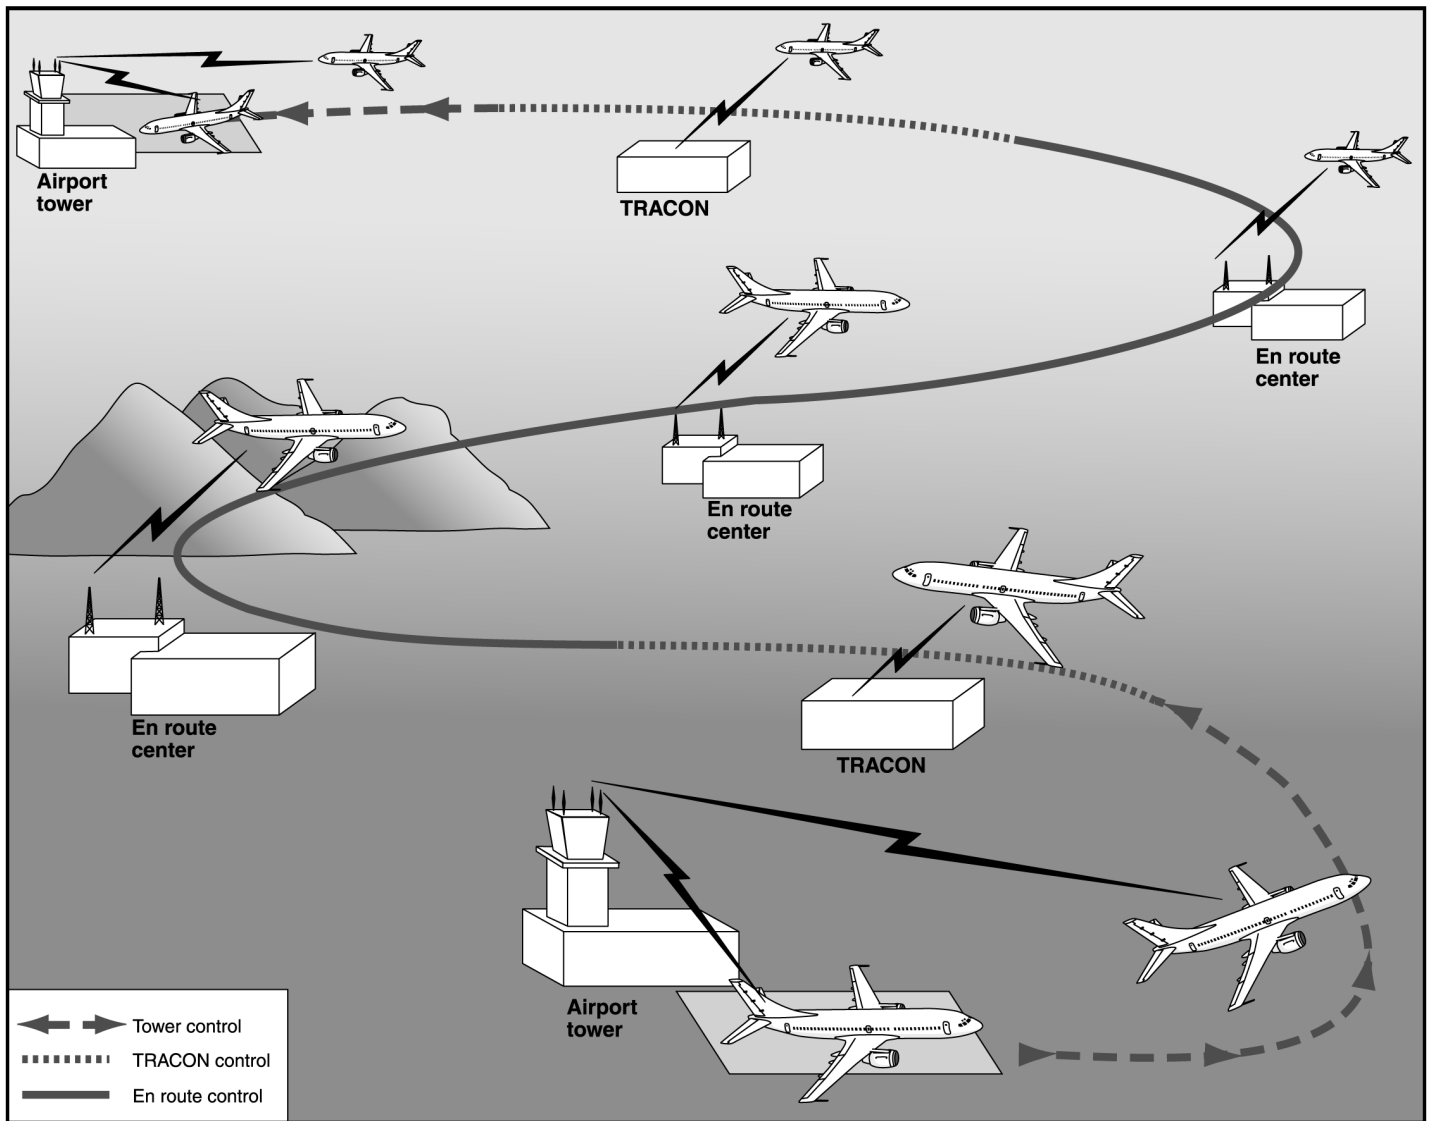 Airport
tower
TRACON
En route
center
En route
center
En route
center
TRACON
Airport
tower
Tower control
TRACON control
En route control